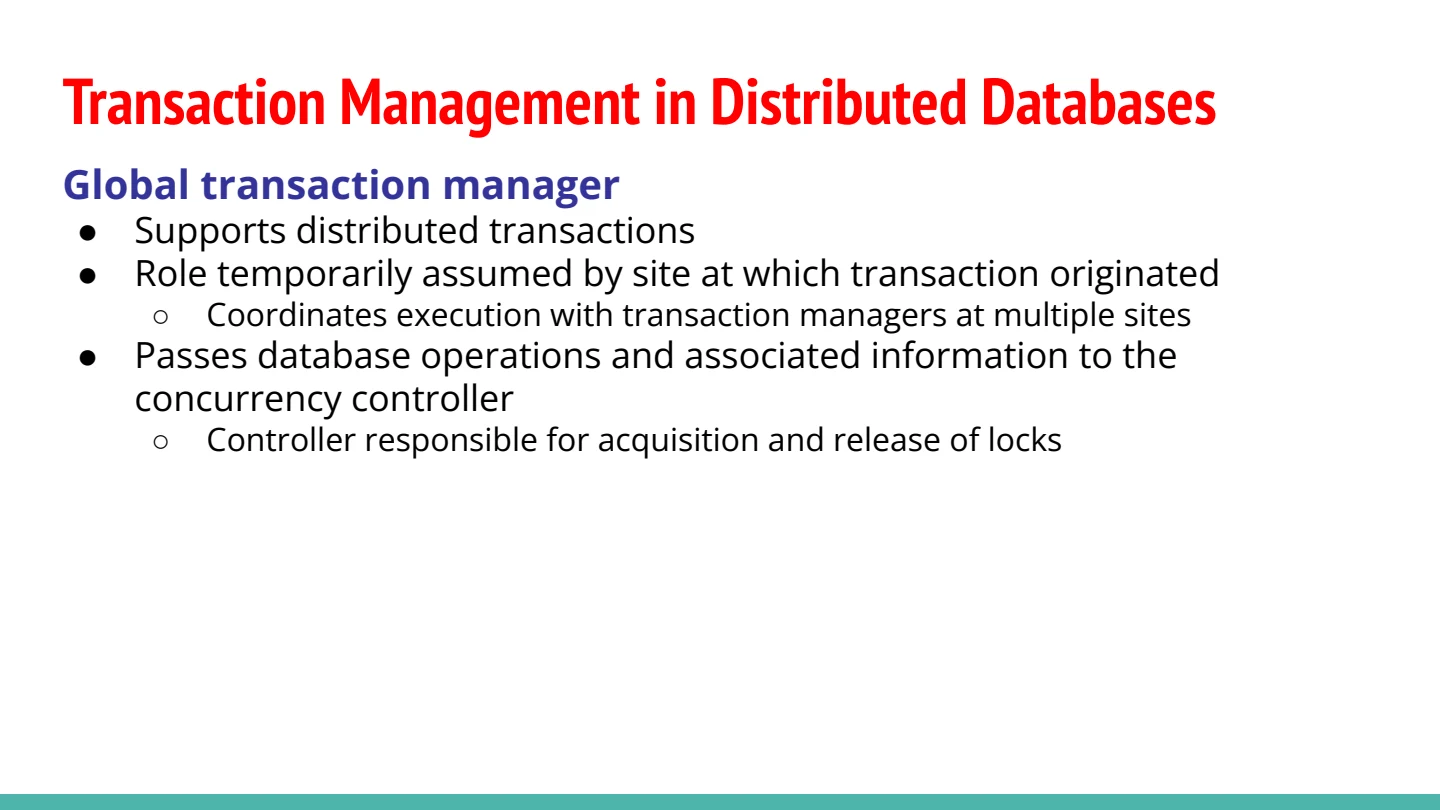 Transaction Management in Distributed Databases
Global transaction manager
● Supports distributed transactions
● Role temporarily assumed by site at which transaction originated
○ Coordinates execution with transaction managers at multiple sites
● Passes database operations and associated information to the
concurrency controller
○ Controller responsible for acquisition and release of locks